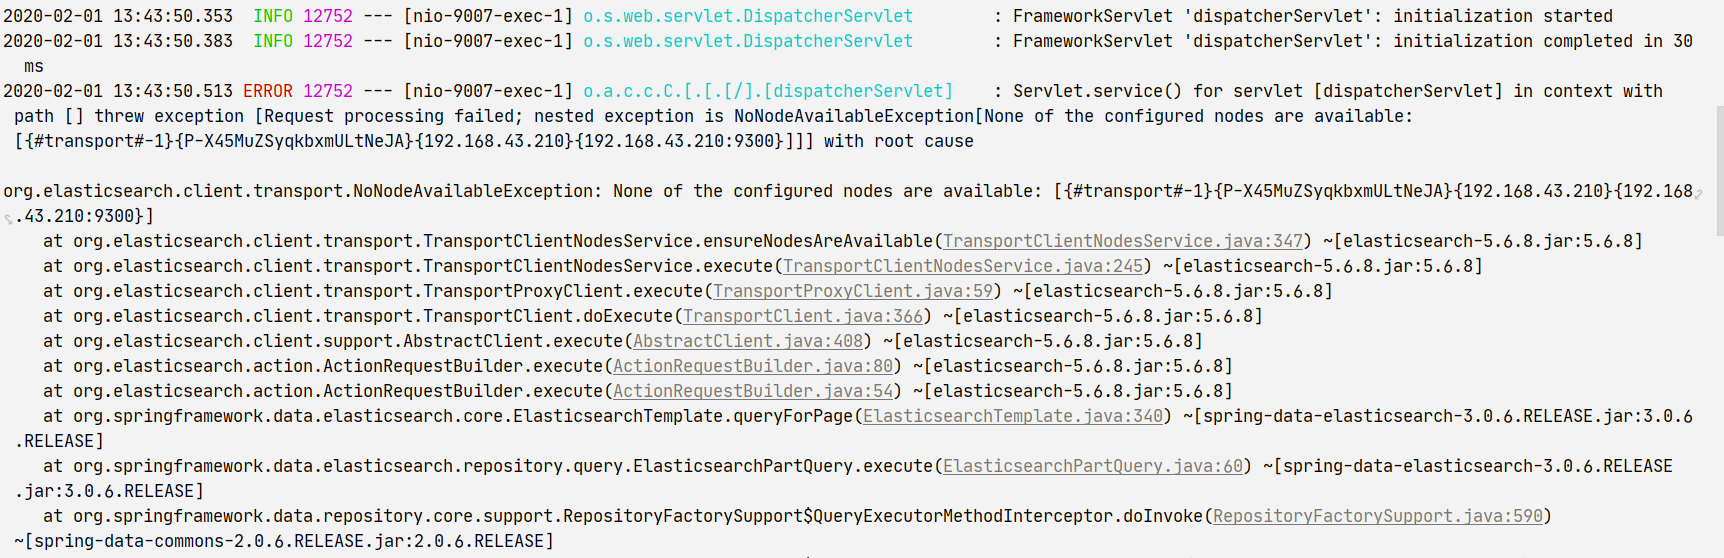 2020-02-01 13:43:50.353  INFO 12752 --- [nio-9007-exec-1] o.s.web.servlet.DispatcherServlet        : FrameworkServlet 'dispatcherServlet': initialization started
2020-02-01 13:43:50.383  INFO 12752 --- [nio-9007-exec-1] o.s.web.servlet.DispatcherServlet        : FrameworkServlet 'dispatcherServlet': initialization completed in 30
ms
2020-02-01 13:43:50.513 ERROR 12752 --- [nio-9007-exec-1] o.a.c.c.C.[.[.[/].[dispatcherServlet]    : Servlet.service() for servlet [dispatcherServlet] in context with
path [] threw exception [Request processing failed; nested exception is NoNodeAvailableException[None of the configured nodes are available:
[{#transport#-1}{P-X45MuZSyqkbxmULtNeJA}{192.168.43.210}{192.168.43.210:9300}]]] with root cause
org.elasticsearch.client.transport.NoNodeAvailableException: None of the configured nodes are available: [{#transport#-1}{P-X45MuZSyqkbxmULtNeJA}{192.168.43.210}{192.168
.43.210:9300}]
at org.elasticsearch.client.transport.TransportClientNodesService.ensureNodesAreAvailable(TransportClientNodesService.java:347) ~[elasticsearch-5.6.8.jar:5.6.8]
at org.elasticsearch.client.transport.TransportClientNodesService.execute(TransportClientNodesService.java:245) ~[elasticsearch-5.6.8.jar:5.6.8]
at org.elasticsearch.client.transport.TransportProxyClient.execute(TransportProxyClient.java:59) ~[elasticsearch-5.6.8.jar:5.6.8]
at org.elasticsearch.client.transport.TransportClient.doExecute(TransportClient.java:366) ~[elasticsearch-5.6.8.jar:5.6.8]
at org.elasticsearch.client.support.AbstractClient.execute(AbstractClient.java:408) ~[elasticsearch-5.6.8.jar:5.6.8]
at org.elasticsearch.action.ActionRequestBuilder.execute(ActionRequestBuilder.java:80) ~[elasticsearch-5.6.8.jar:5.6.8]
at org.elasticsearch.action.ActionRequestBuilder.execute(ActionRequestBuilder.java:54) ~[elasticsearch-5.6.8.jar:5.6.8]
at org.springframework.data.elasticsearch.core.ElasticsearchTemplate.queryForPage(ElasticsearchTemplate.java:340) ~[spring-data-elasticsearch-3.0.6.RELEASE.jar:3.0.6
.RELEASE]
at org.springframework.data.elasticsearch.repository.query.ElasticsearchPartQuery.execute(ElasticsearchPartQuery.java:60) ~[spring-data-elasticsearch-3.0.6.RELEASE
.jar:3.0.6.RELEASE]
at org.springframework.data.repository.core.support.RepositoryFactorySupport$QueryExecutorMethodInterceptor.doInvoke(RepositoryFactorySupport.java:590)
~[spring-data-commons-2.0.6.RELEASE.jar:2.0.6.RELEASE]